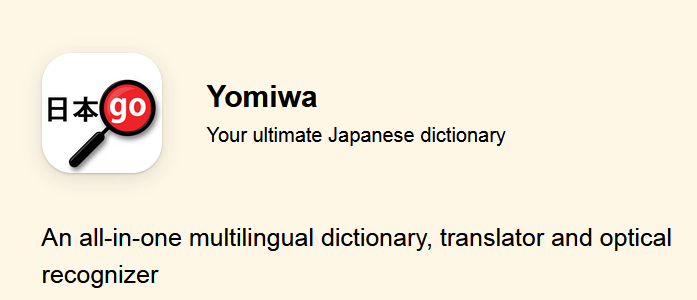 日本go
Yomiwa
Your ultimate Japanese dictionary
An all-in-one multilingual dictionary, translator and optical
recognizer